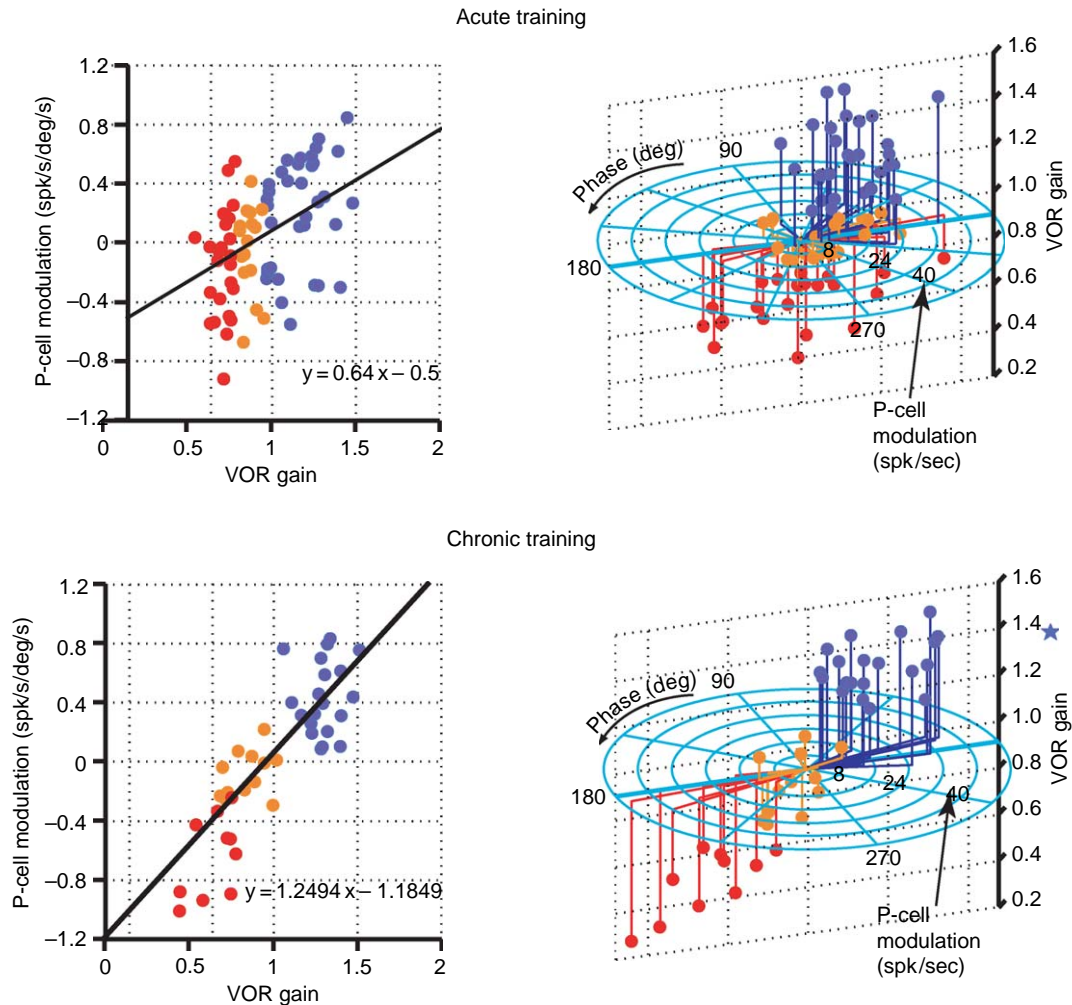 Acute training
1.2
0.8
0.4
0
–0.4
–0.8
–1.2
P-cell modulation (spk/s/deg/s)
y = 0.64 x – 0.5
0
0.5
1
1.5
2
VOR gain
Phase (deg)
90
180
270
8
24
40
1.6
1.4
1.2
1.0
0.8
0.6
0.4
0.2
VOR gain
P-cell
modulation
(spk/sec)
Chronic training
1.2
0.8
0.4
0
–0.4
–0.8
–1.2
P-cell modulation (spk/s/deg/s)
y = 1.2494 x – 1.1849
0
0.5
1
1.5
2
VOR gain
Phase (deg)
90
180
270
8
24
40
1.6
1.4
1.2
1.0
0.8
0.6
0.4
0.2
VOR gain
P-cell
modulation
(spk/sec)